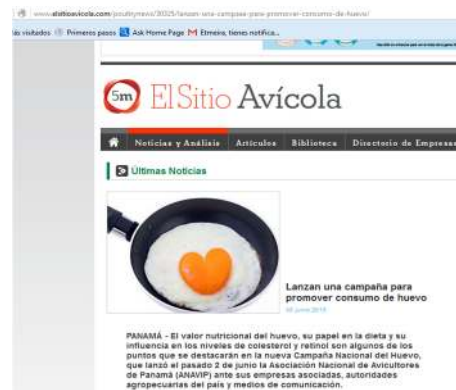 www.elsitioavicola.com/poultrynews/30325/lanzan-una-campaa-para-promover-consumo-de-huevo/
ás visitados Primeros pasos Ask Home Page Etmeira, tienes notifica...
5m El Sitio Avícola
Noticias y Análisis Artículos Biblioteca Directorio de Empresas
Últimas Noticias
Lanzan una campaña para
promover consumo de huevo
PANAMÁ - El valor nutricional del huevo, su papel en la dieta y su
influencia en los niveles de colesterol y retinol son algunos de los
puntos que se destacarán en la nueva Campaña Nacional del Huevo,
que lanzó el pasado 2 de junio la Asociación Nacional de Avicultores
de Panamá (ANAVIP) ante sus empresas asociadas, autoridades
agropecuarias del país y medios de comunicación.